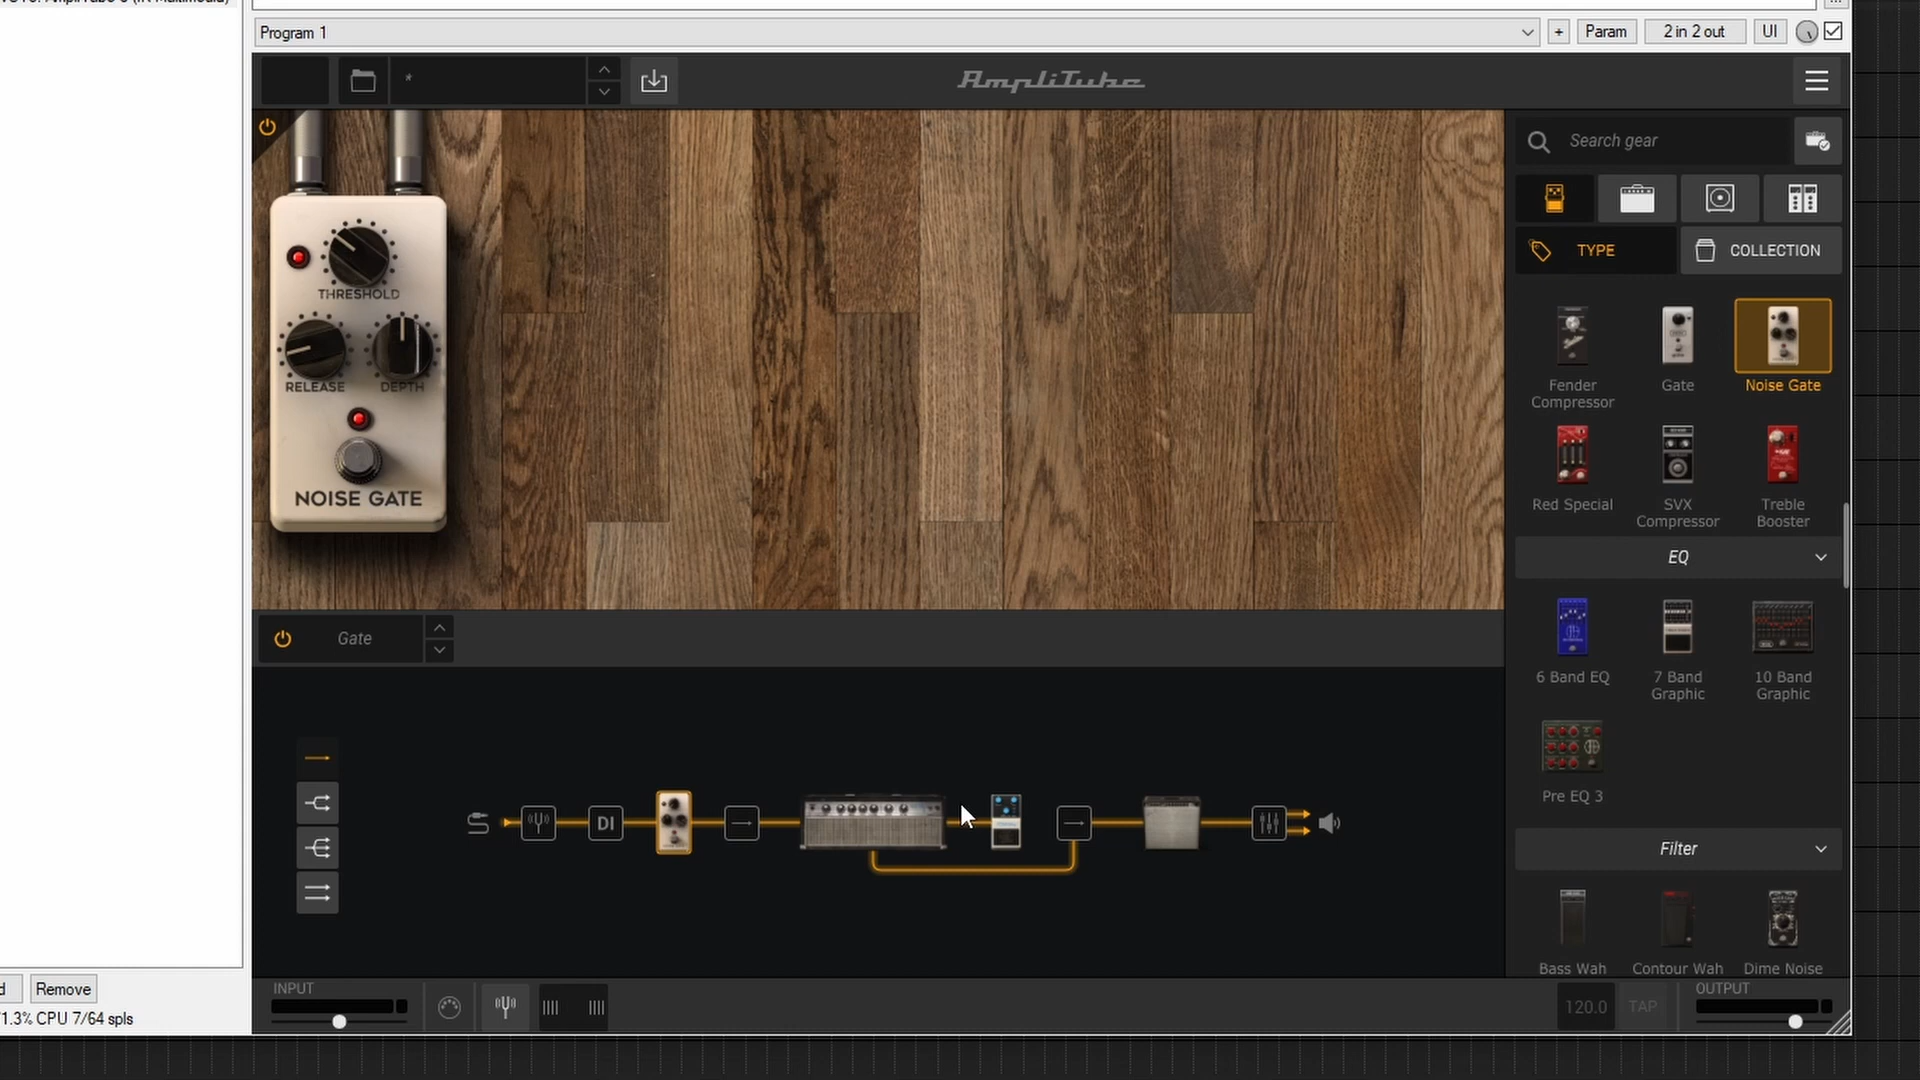 Program 1
+
Param
2 in 2 out
UI
*
AmpliTube
Search gear
TYPE
COLLECTION
THRESHOLD
RELEASE
DEPTH
NOISE GATE
Fender
Compressor
Gate
Noise Gate
Red Special
SVX
Compressor
Treble
Booster
EQ
6 Band EQ
7 Band
Graphic
10 Band
Graphic
Pre EQ 3
Filter
Bass Wah
Contour Wah
Dime Noise
Gate
DI
Remove
1.3% CPU 7/64 spls
INPUT
120.0
TAP
OUTPUT